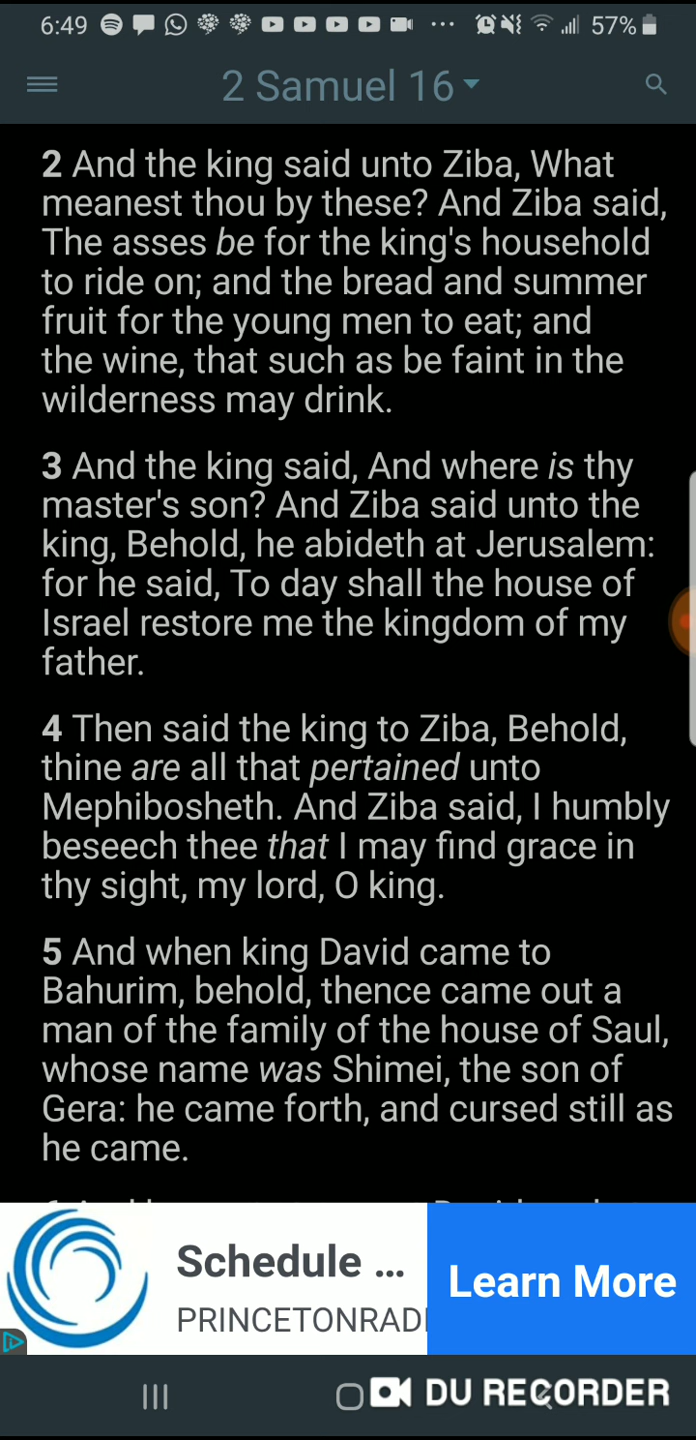 6:49
57%
2 Samuel 16
2 And the king said unto Ziba, What
meanest thou by these? And Ziba said,
The asses be for the king's household
to ride on; and the bread and summer
fruit for the young men to eat; and
the wine, that such as be faint in the
wilderness may drink.
3 And the king said, And where is thy
master's son? And Ziba said unto the
king, Behold, he abideth at Jerusalem:
for he said, To day shall the house of
Israel restore me the kingdom of my
father.
4 Then said the king to Ziba, Behold,
thine are all that pertained unto
Mephibosheth. And Ziba said, I humbly
beseech thee that I may find grace in
thy sight, my lord, O king.
5 And when king David came to
Bahurim, behold, thence came out a
man of the family of the house of Saul,
whose name was Shimei, the son of
Gera: he came forth, and cursed still as
he came.
Schedule ...
PRINCETONRAD
Learn More
DU RECORDER